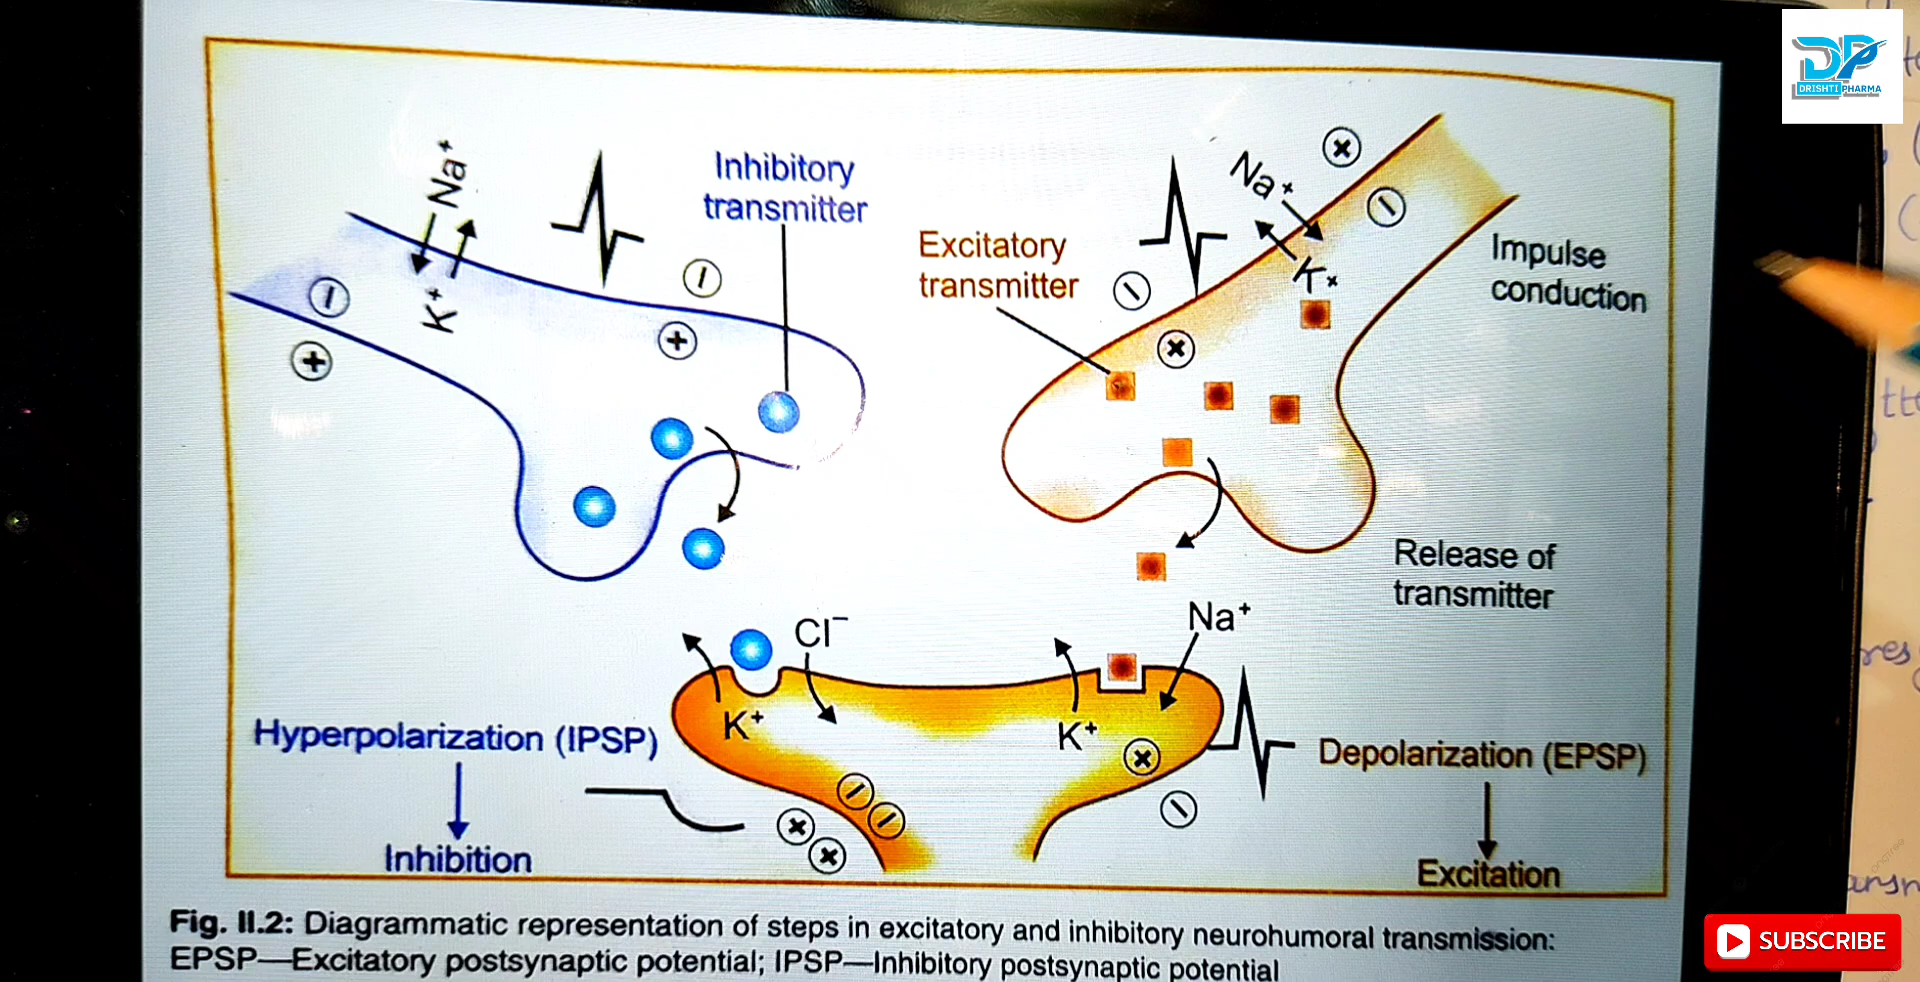 DP
DRISHTI PHARMA
Na⁺
K⁺
Inhibitory
transmitter
Excitatory
transmitter
Na⁺
K⁺
Impulse
conduction
Release of
transmitter
Cl⁻
K⁺
Na⁺
K⁺
Hyperpolarization (IPSP)
Inhibition
Depolarization (EPSP)
Excitation
Fig. II.2: Diagrammatic representation of steps in excitatory and inhibitory neurohumoral transmission:
EPSP—Excitatory postsynaptic potential; IPSP—Inhibitory postsynaptic potential
SUBSCRIBE